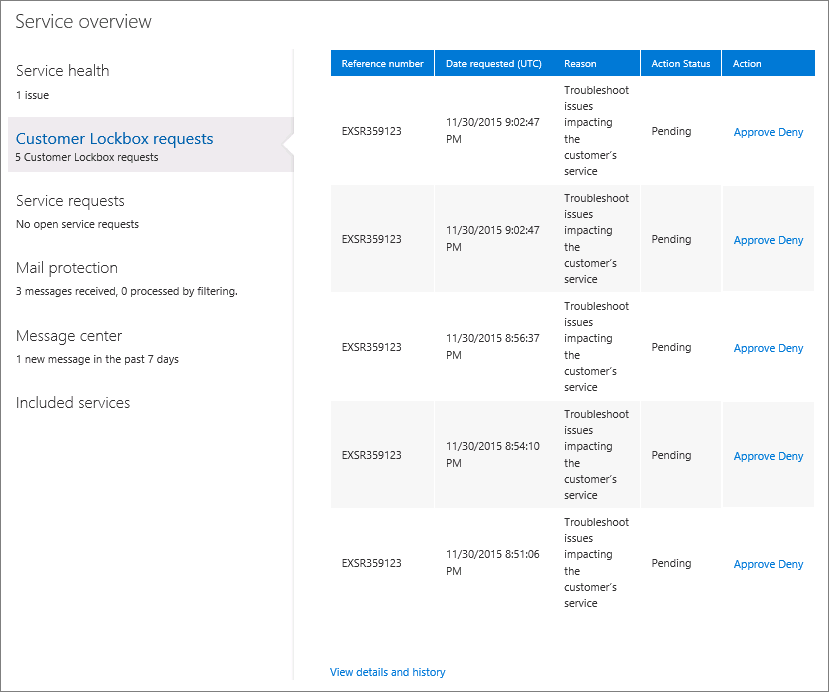 Service overview
Service health
1 issue
Customer Lockbox requests
5 Customer Lockbox requests
Service requests
No open service requests
Mail protection
3 messages received, 0 processed by filtering.
Message center
1 new message in the past 7 days
Included services
Reference number Date requested (UTC) Reason Action Status Action
EXSR359123
11/30/2015 9:02:47
PM
Troubleshoot
issues
impacting
the
customer's
service
Pending
Approve Deny
EXSR359123
11/30/2015 9:02:47
PM
Troubleshoot
issues
impacting
the
customer's
service
Pending
Approve Deny
EXSR359123
11/30/2015 8:56:37
PM
Troubleshoot
issues
impacting
the
customer's
service
Pending
Approve Deny
EXSR359123
11/30/2015 8:54:10
PM
Troubleshoot
issues
impacting
the
customer's
service
Pending
Approve Deny
EXSR359123
11/30/2015 8:51:06
PM
Troubleshoot
issues
impacting
the
customer's
service
Pending
Approve Deny
View details and history